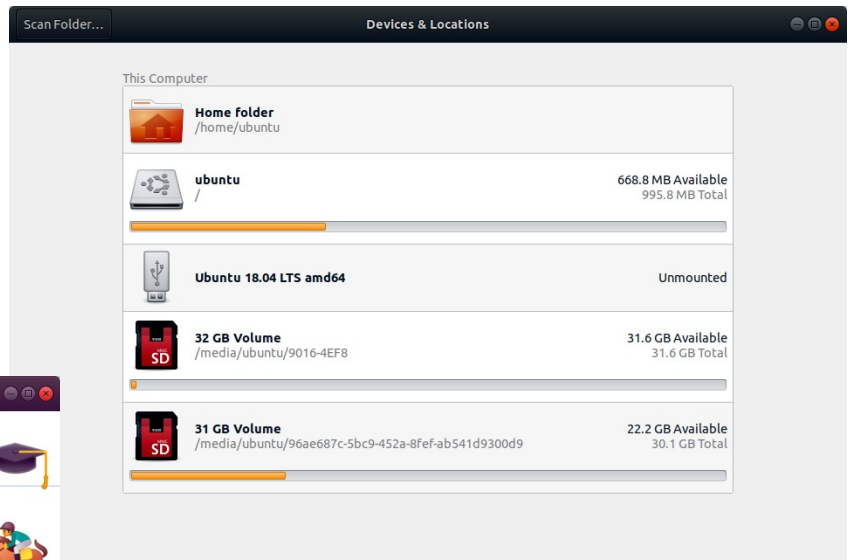 Scan Folder...
Devices & Locations
This Computer
Home folder
/home/ubuntu
ubuntu
/
668.8 MB Available
995.8 MB Total
Ubuntu 18.04 LTS amd64
Unmounted
32 GB Volume
/media/ubuntu/9016-4EF8
31.6 GB Available
31.6 GB Total
SD
31 GB Volume
/media/ubuntu/96ae687c-5bc9-452a-8fef-ab541d9300d9
22.2 GB Available
30.1 GB Total
SD